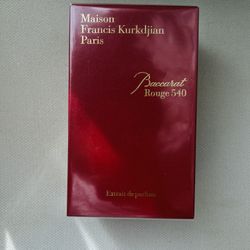 Maison
Francis Kurkdjian
Paris
Baccarat
Rouge 540
Extrait de parfum